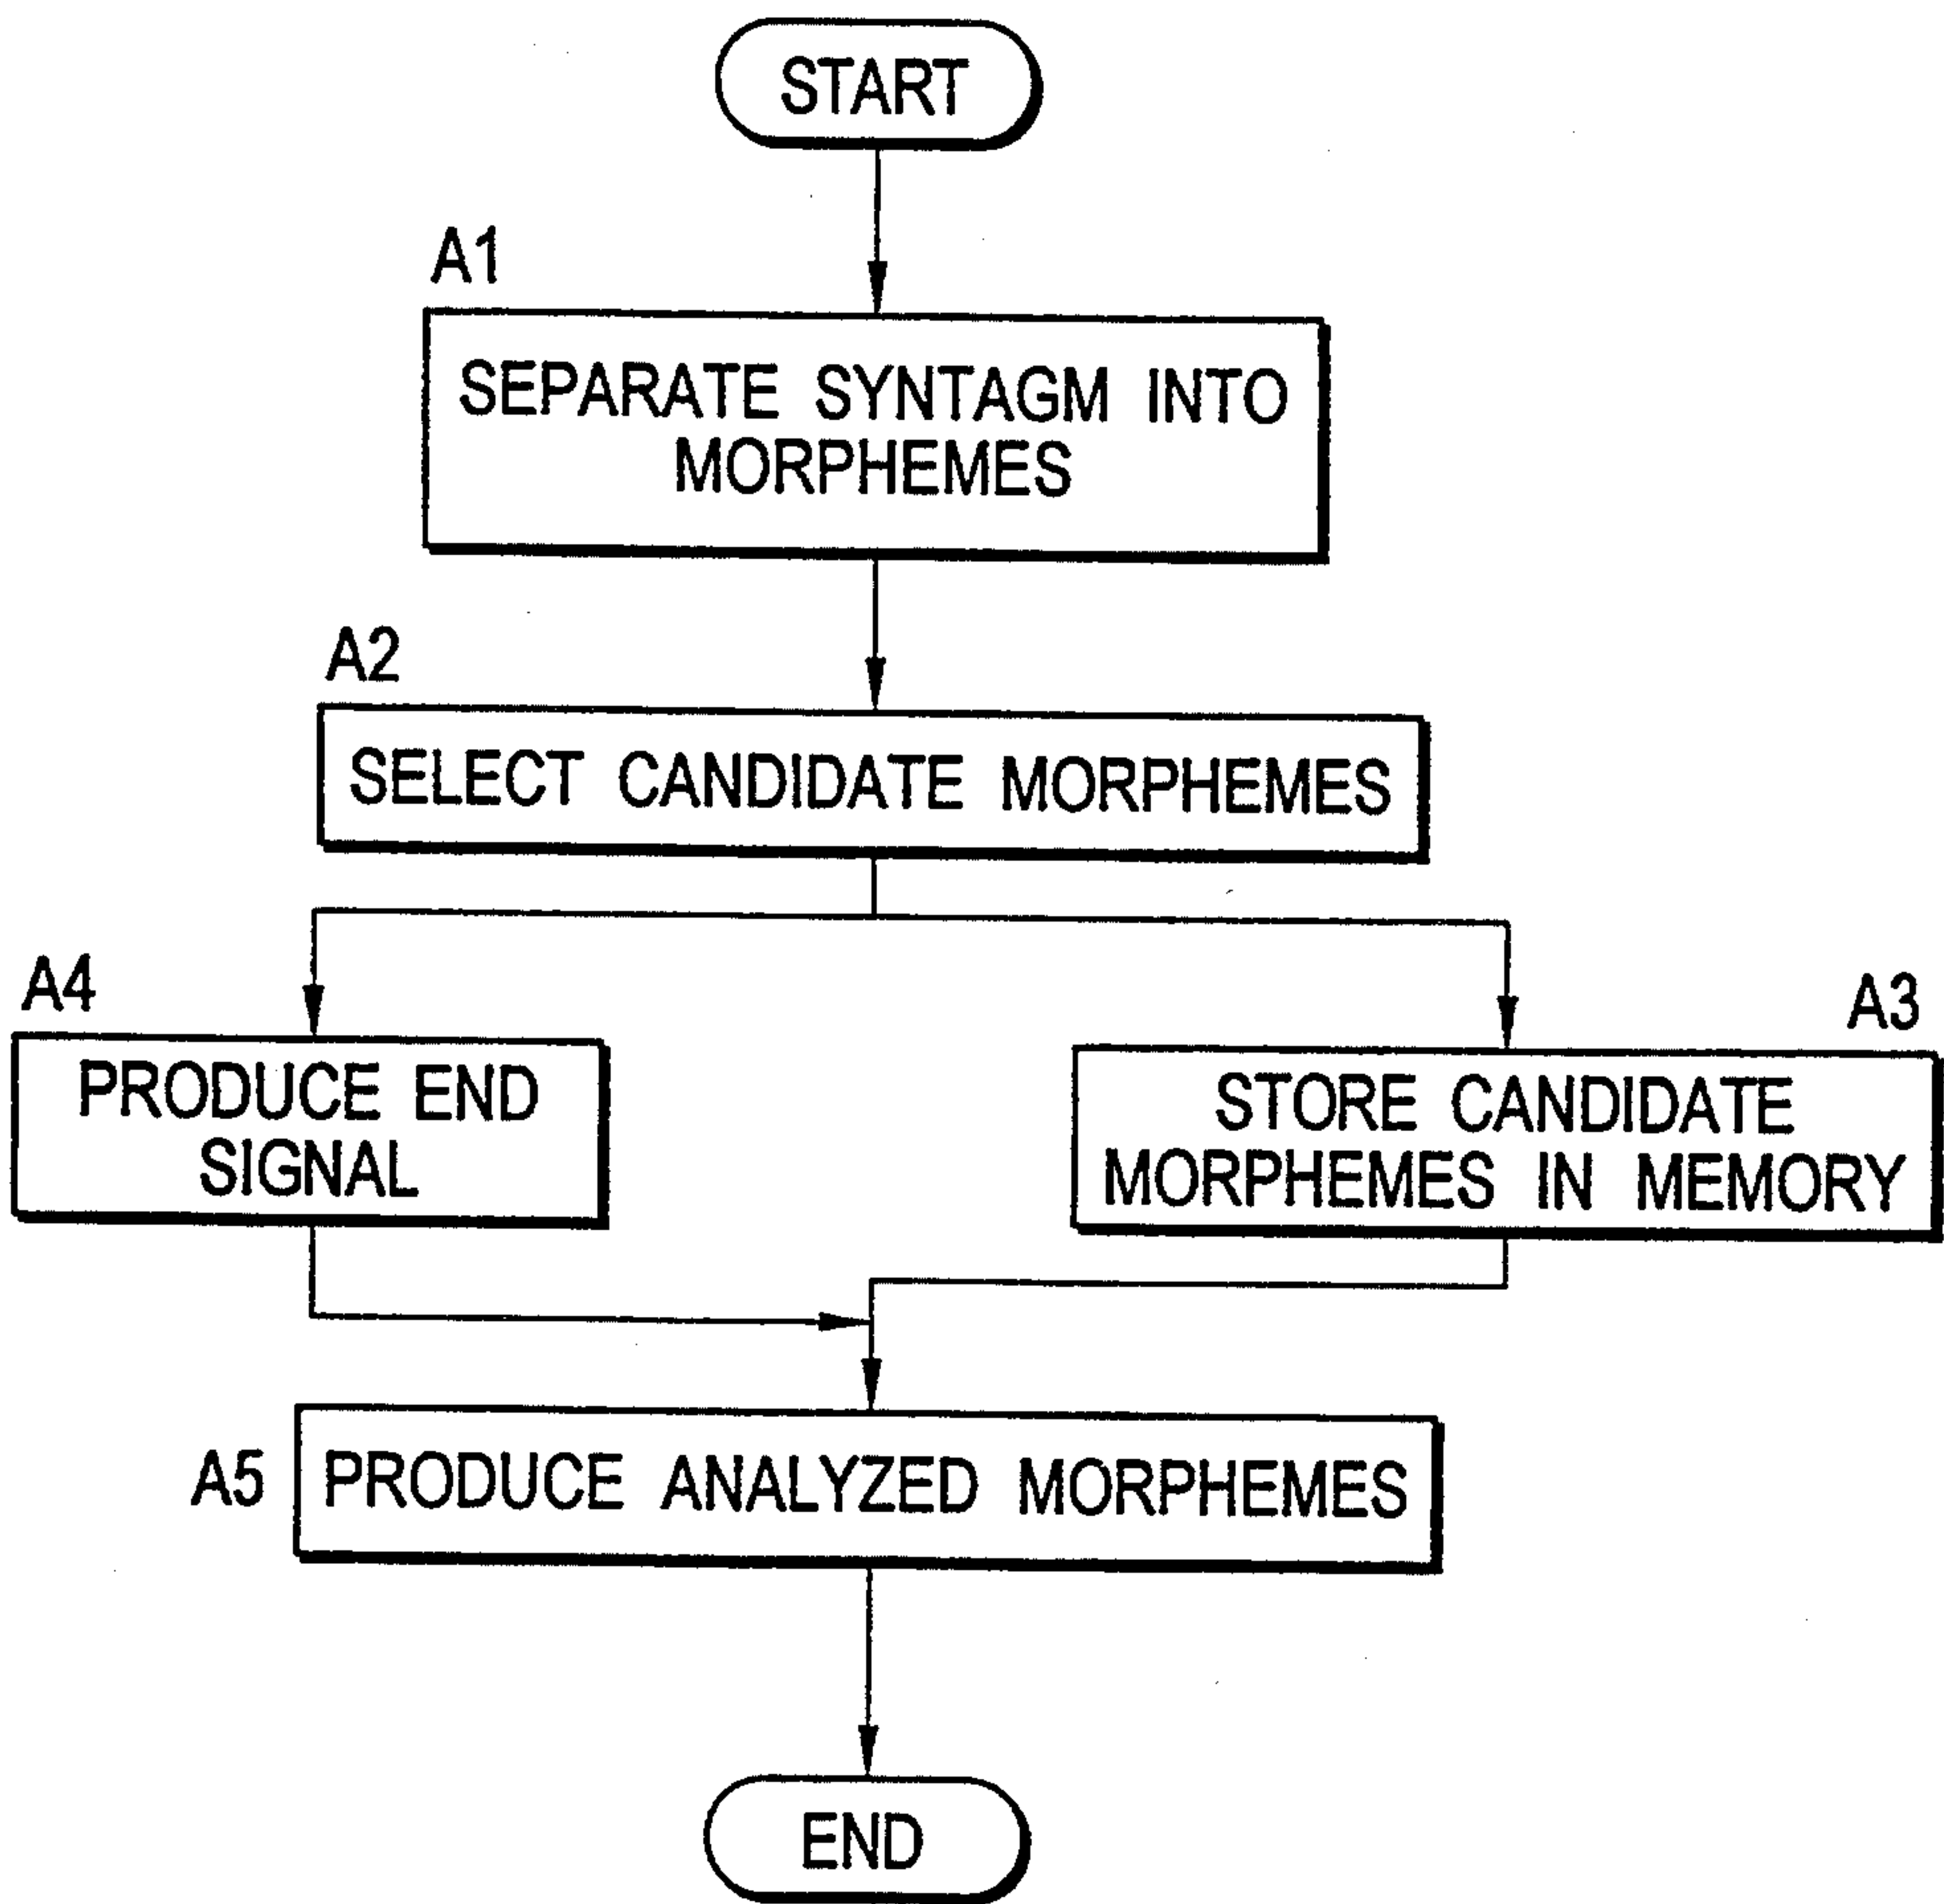 START
A1
SEPARATE SYNTAGM INTO
MORPHEMES
A2
SELECT CANDIDATE MORPHEMES
A4
PRODUCE END
SIGNAL
A3
STORE CANDIDATE
MORPHEMES IN MEMORY
A5
PRODUCE ANALYZED MORPHEMES
END